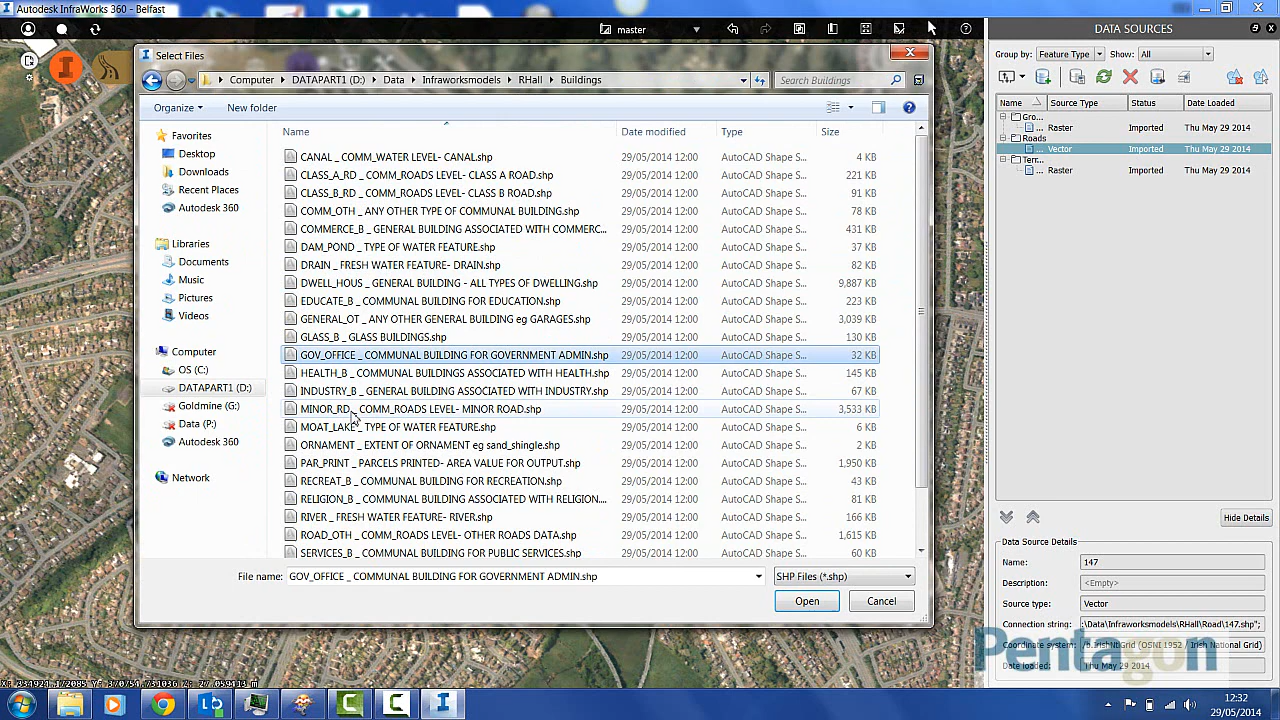 Autodesk InfraWorks 360 - Belfast
master
DATA SOURCES
Select Files
Group by: Feature Type Show: All
Computer DATAPART1 (D:) Data Infraworksmodels RHall Buildings
Search Buildings
Organize New folder
Name Date modified Type Size
Favorites
Desktop
Downloads
Recent Places
Autodesk 360
Libraries
Documents
Music
Pictures
Videos
Computer
OS (C:)
DATAPART1 (D:)
Goldmine (G:)
Data (P:)
Autodesk 360
Network
CANAL _ COMM_WATER LEVEL- CANAL.shp 29/05/2014 12:00 AutoCAD Shape S... 4 KB
CLASS_A_RD _ COMM_ROADS LEVEL- CLASS A ROAD.shp 29/05/2014 12:00 AutoCAD Shape S... 221 KB
CLASS_B_RD _ COMM_ROADS LEVEL- CLASS B ROAD.shp 29/05/2014 12:00 AutoCAD Shape S... 91 KB
COMM_OTH _ ANY OTHER TYPE OF COMMUNAL BUILDING.shp 29/05/2014 12:00 AutoCAD Shape S... 78 KB
COMMERCE_B _ GENERAL BUILDING ASSOCIATED WITH COMMERC... 29/05/2014 12:00 AutoCAD Shape S... 431 KB
DAM_POND _ TYPE OF WATER FEATURE.shp 29/05/2014 12:00 AutoCAD Shape S... 37 KB
DRAIN _ FRESH WATER FEATURE- DRAIN.shp 29/05/2014 12:00 AutoCAD Shape S... 82 KB
DWELL_HOUS _ GENERAL BUILDING - ALL TYPES OF DWELLING.shp 29/05/2014 12:00 AutoCAD Shape S... 9,887 KB
EDUCATE_B _ COMMUNAL BUILDING FOR EDUCATION.shp 29/05/2014 12:00 AutoCAD Shape S... 223 KB
GENERAL_OT _ ANY OTHER GENERAL BUILDING eg GARAGES.shp 29/05/2014 12:00 AutoCAD Shape S... 3,039 KB
GLASS_B _ GLASS BUILDINGS.shp 29/05/2014 12:00 AutoCAD Shape S... 130 KB
GOV_OFFICE _ COMMUNAL BUILDING FOR GOVERNMENT ADMIN.shp 29/05/2014 12:00 AutoCAD Shape S... 32 KB
HEALTH_B _ COMMUNAL BUILDINGS ASSOCIATED WITH HEALTH.shp 29/05/2014 12:00 AutoCAD Shape S... 145 KB
INDUSTRY_B _ GENERAL BUILDING ASSOCIATED WITH INDUSTRY.shp 29/05/2014 12:00 AutoCAD Shape S... 67 KB
MINOR_RD _ COMM_ROADS LEVEL- MINOR ROAD.shp 29/05/2014 12:00 AutoCAD Shape S... 3,533 KB
MOAT_LAKE _ TYPE OF WATER FEATURE.shp 29/05/2014 12:00 AutoCAD Shape S... 6 KB
ORNAMENT _ EXTENT OF ORNAMENT eg sand_shingle.shp 29/05/2014 12:00 AutoCAD Shape S... 2 KB
PAR_PRINT _ PARCELS PRINTED- AREA VALUE FOR OUTPUT.shp 29/05/2014 12:00 AutoCAD Shape S... 1,950 KB
RECREAT_B _ COMMUNAL BUILDING FOR RECREATION.shp 29/05/2014 12:00 AutoCAD Shape S... 43 KB
RELIGION_B _ COMMUNAL BUILDING ASSOCIATED WITH RELIGION.... 29/05/2014 12:00 AutoCAD Shape S... 81 KB
RIVER _ FRESH WATER FEATURE- RIVER.shp 29/05/2014 12:00 AutoCAD Shape S... 166 KB
ROAD_OTH _ COMM_ROADS LEVEL- OTHER ROADS DATA.shp 29/05/2014 12:00 AutoCAD Shape S... 1,615 KB
SERVICES_B _ COMMUNAL BUILDING FOR PUBLIC SERVICES.shp 29/05/2014 12:00 AutoCAD Shape S... 60 KB
File name: GOV_OFFICE _ COMMUNAL BUILDING FOR GOVERNMENT ADMIN.shp SHP Files (*.shp)
Open Cancel
Name Source Type Status Date Loaded
Gro...
... Raster Imported Thu May 29 2014
Roads
... Vector Imported Thu May 29 2014
Terr...
... Raster Imported Thu May 29 2014
Hide Details
Data Source Details
Name: 147
Description: <Empty>
Source type: Vector
Connection string: :\Data\Infraworksmodels\RHall\Road\147.shp";
Coordinate system: /b.IrishNatGrid (OSNI 1952 / Irish National Grid)
Date loaded: Thu May 29 2014
Pentagon
12:32
29/05/2014